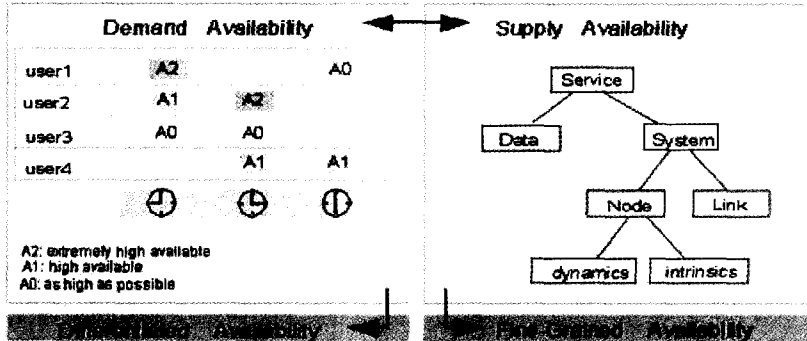 Demand Availability
user1 A2 A0
user2 A1 A2
user3 A0 A0
user4 A1 A1
A2: extremely high available
A1: high available
A0: as high as possible
Availability
Supply Availability
Service
Data System
Node Link
dynamics intrinsics
Fine-Grained Availability